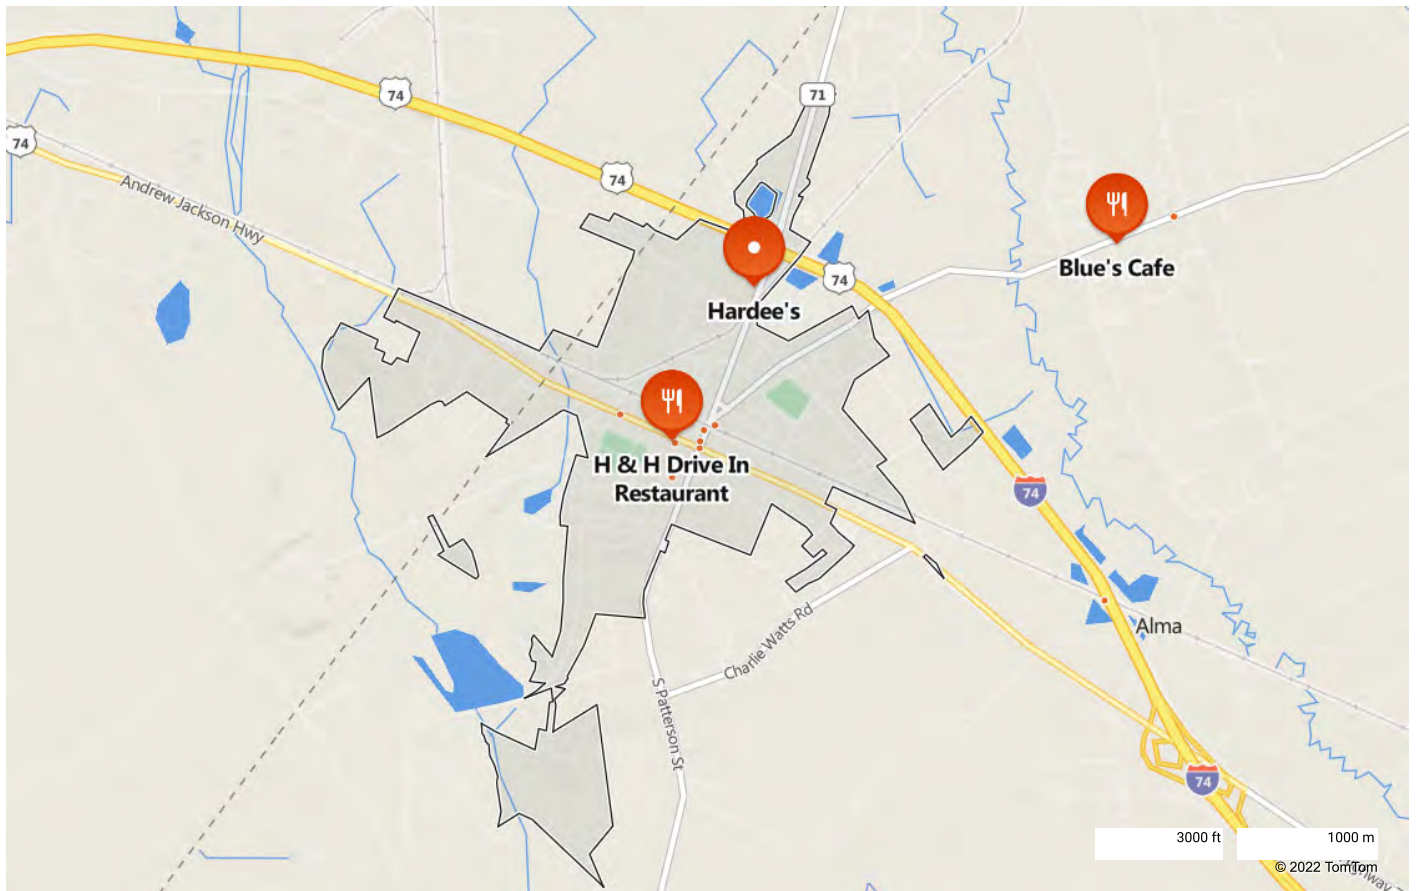 74
71
74
74
Andrew Jackson Hwy
Blue's Cafe
74
Hardee's
H & H Drive In
Restaurant
74
Charlie Watts Rd
Alma
S Patterson St
74
3000 ft
1000 m
© 2022 TomTom